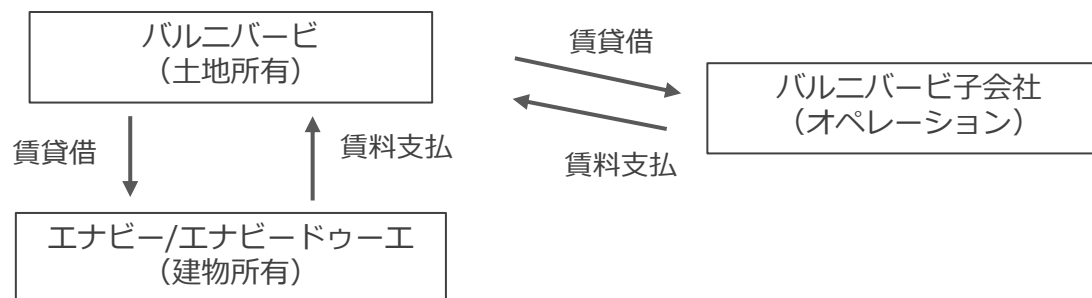 バルニバービ
（土地所有）
賃貸借
賃料支払
バルニバービ子会社
（オペレーション）
賃貸借
賃料支払
エナビー/エナビードゥーエ
（建物所有）